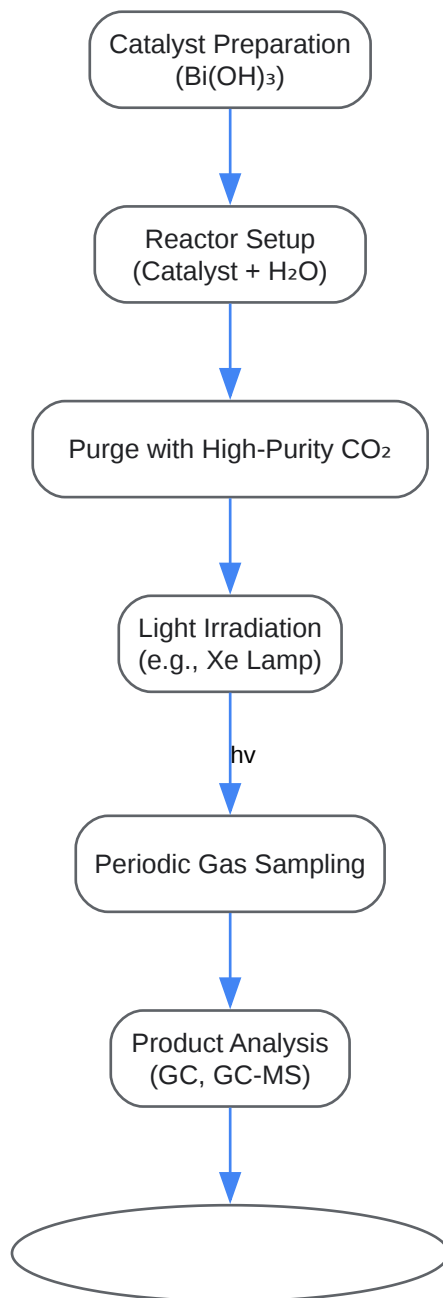 Catalyst Preparation
(Bi(OH)₃)
Reactor Setup
(Catalyst + H₂O)
Purge with High-Purity CO₂
Light Irradiation
(e.g., Xe Lamp)
hv
Periodic Gas Sampling
Product Analysis
(GC, GC-MS)